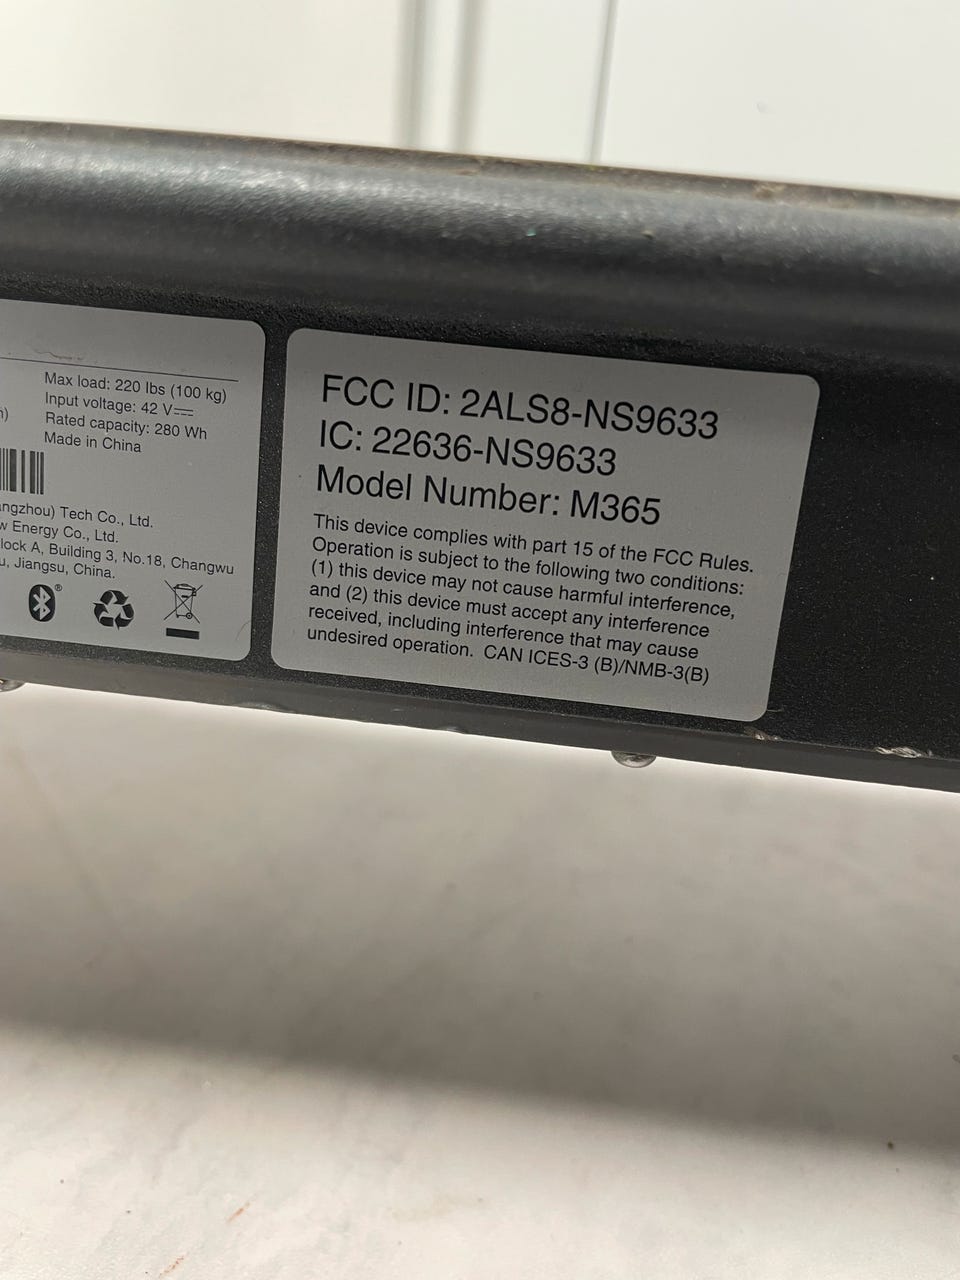 Max load: 220 lbs (100 kg)
Input voltage: 42 V⎓
Rated capacity: 280 Wh
Made in China
Tech Co., Ltd.
Energy Co., Ltd.
Building 3, No.18, Changwu
Jiangsu, China.
FCC ID: 2ALS8-NS9633
IC: 22636-NS9633
Model Number: M365
This device complies with part 15 of the FCC Rules.
Operation is subject to the following two conditions:
(1) this device may not cause harmful interference,
and (2) this device must accept any interference
received, including interference that may cause
undesired operation. CAN ICES-3 (B)/NMB-3(B)